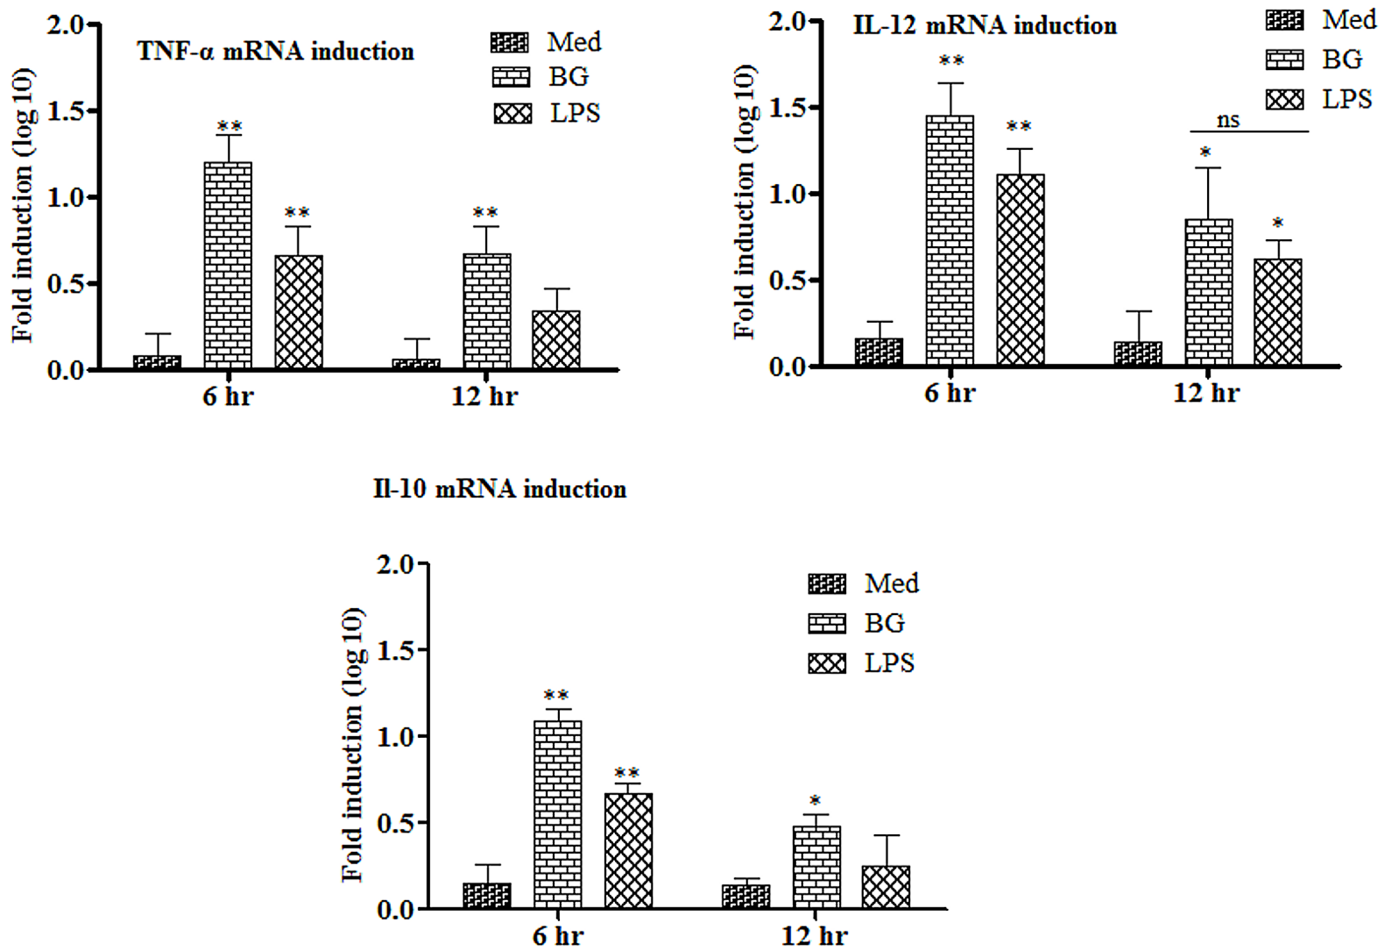 TNF-α mRNA induction
Med
BG
LPS
Fold induction (log 10)
2.0
1.5
1.0
0.5
0.0
**
**
**
6 hr
12 hr
IL-12 mRNA induction
Med
BG
LPS
Fold induction (log 10)
2.0
1.5
1.0
0.5
0.0
**
**
ns
*
*
6 hr
12 hr
Il-10 mRNA induction
Med
BG
LPS
Fold induction (log 10)
2.0
1.5
1.0
0.5
0.0
**
**
*
6 hr
12 hr